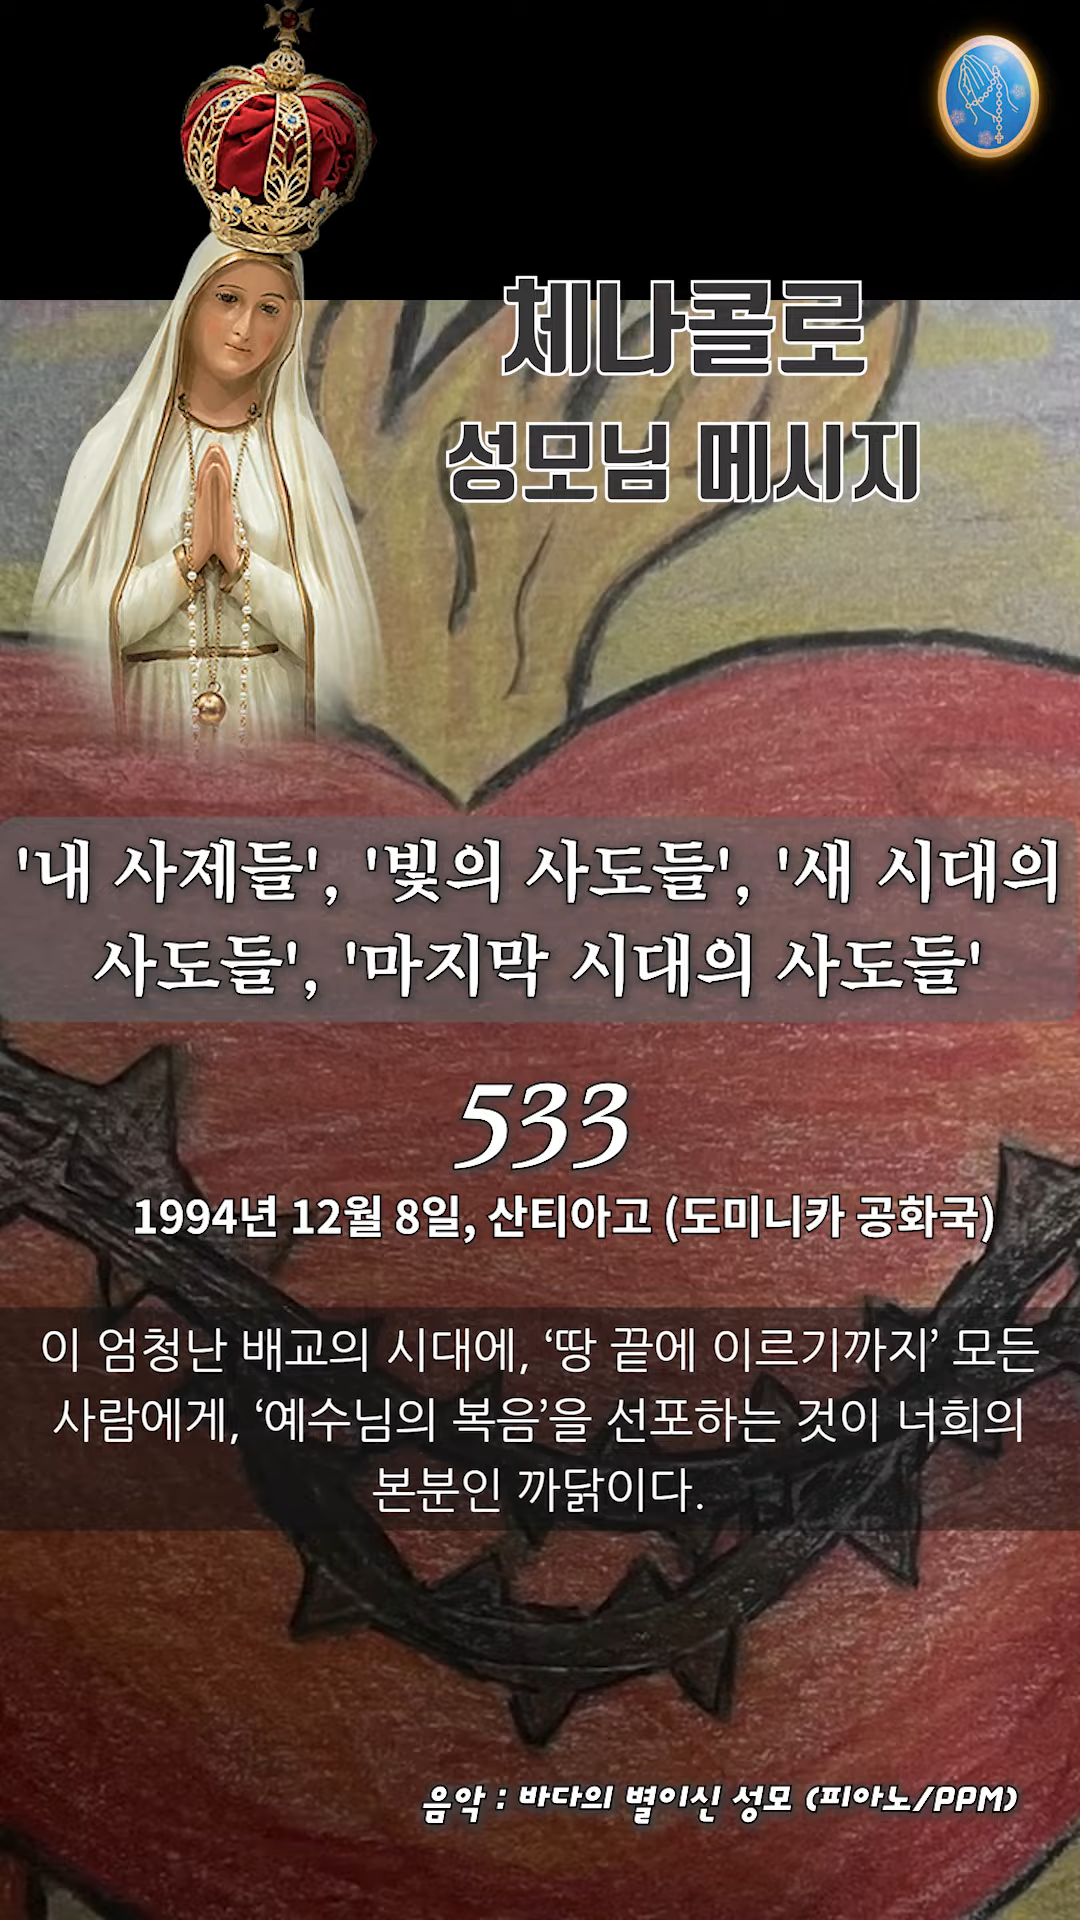 체나콜로
성모님 메시지
'내 사제들', '빛의 사도들', '새 시대의
사도들', '마지막 시대의 사도들'
533
1994년 12월 8일, 산티아고 (도미니카 공화국)
이 엄청난 배교의 시대에, ‘땅 끝에 이르기까지’ 모든
사람에게, ‘예수님의 복음’을 선포하는 것이 너희의
본분인 까닭이다.
음악 : 바다의 별이신 성모 (피아노/PPM)